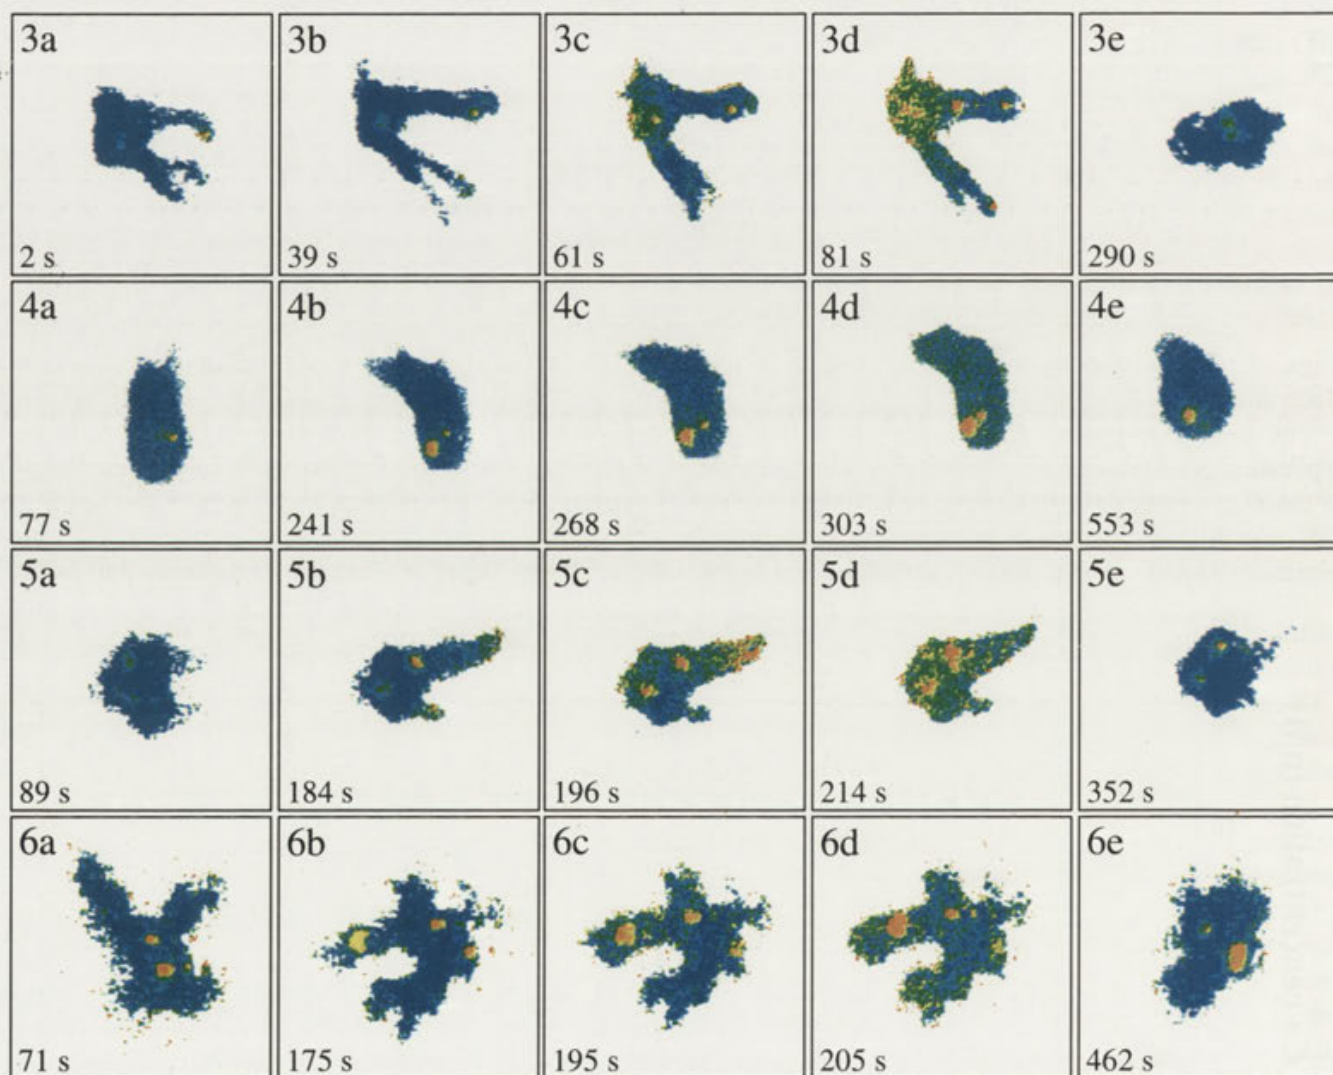 3a 3b 3c 3d 3e
2 s 39 s 61 s 81 s 290 s
4a 4b 4c 4d 4e
77 s 241 s 268 s 303 s 553 s
5a 5b 5c 5d 5e
89 s 184 s 196 s 214 s 352 s
6a 6b 6c 6d 6e
71 s 175 s 195 s 205 s 462 s